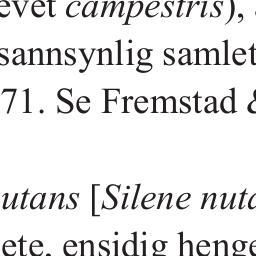 evet campestris),
sannsynlig samlet
71. Se Fremstad &
utans [Silene nuta
ete, ensidig henge